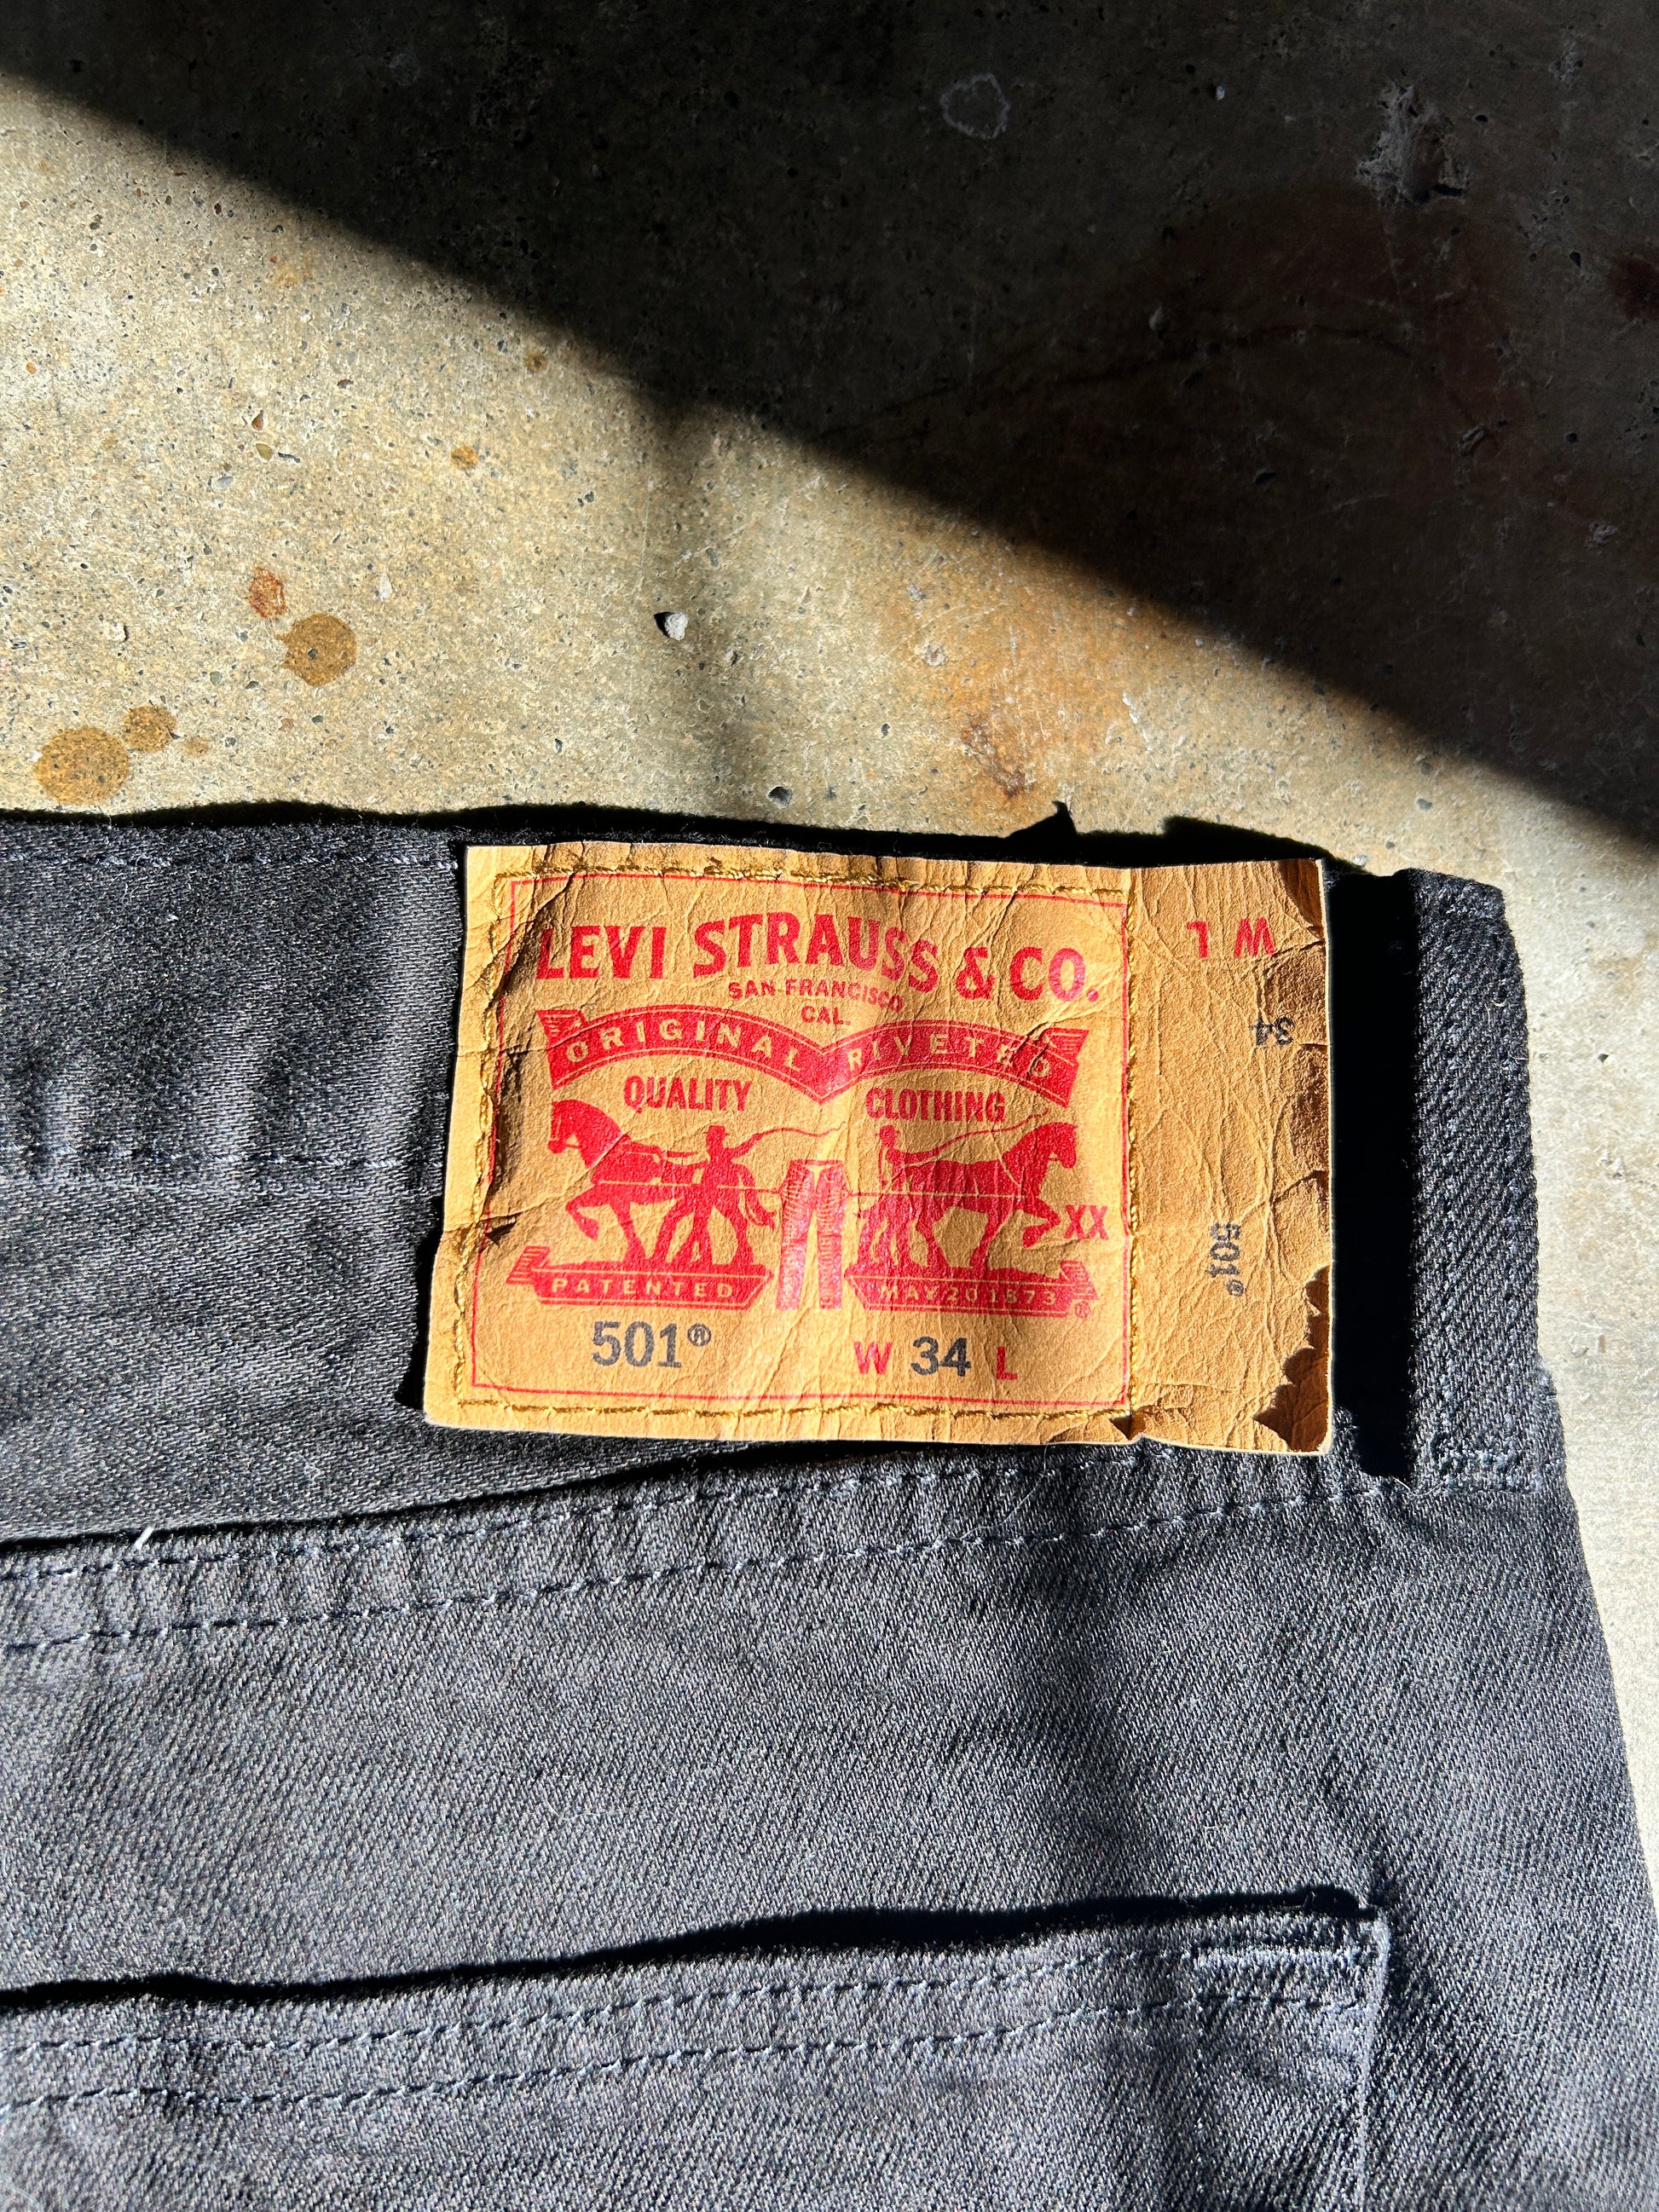 LEVI STRAUSS & CO.
SAN FRANCISCO
CAL.
ORIGINAL RIVETED
QUALITY CLOTHING
XX
PATENTED MAY 20 1873 ®
501® W 34 L
W L
34
501®